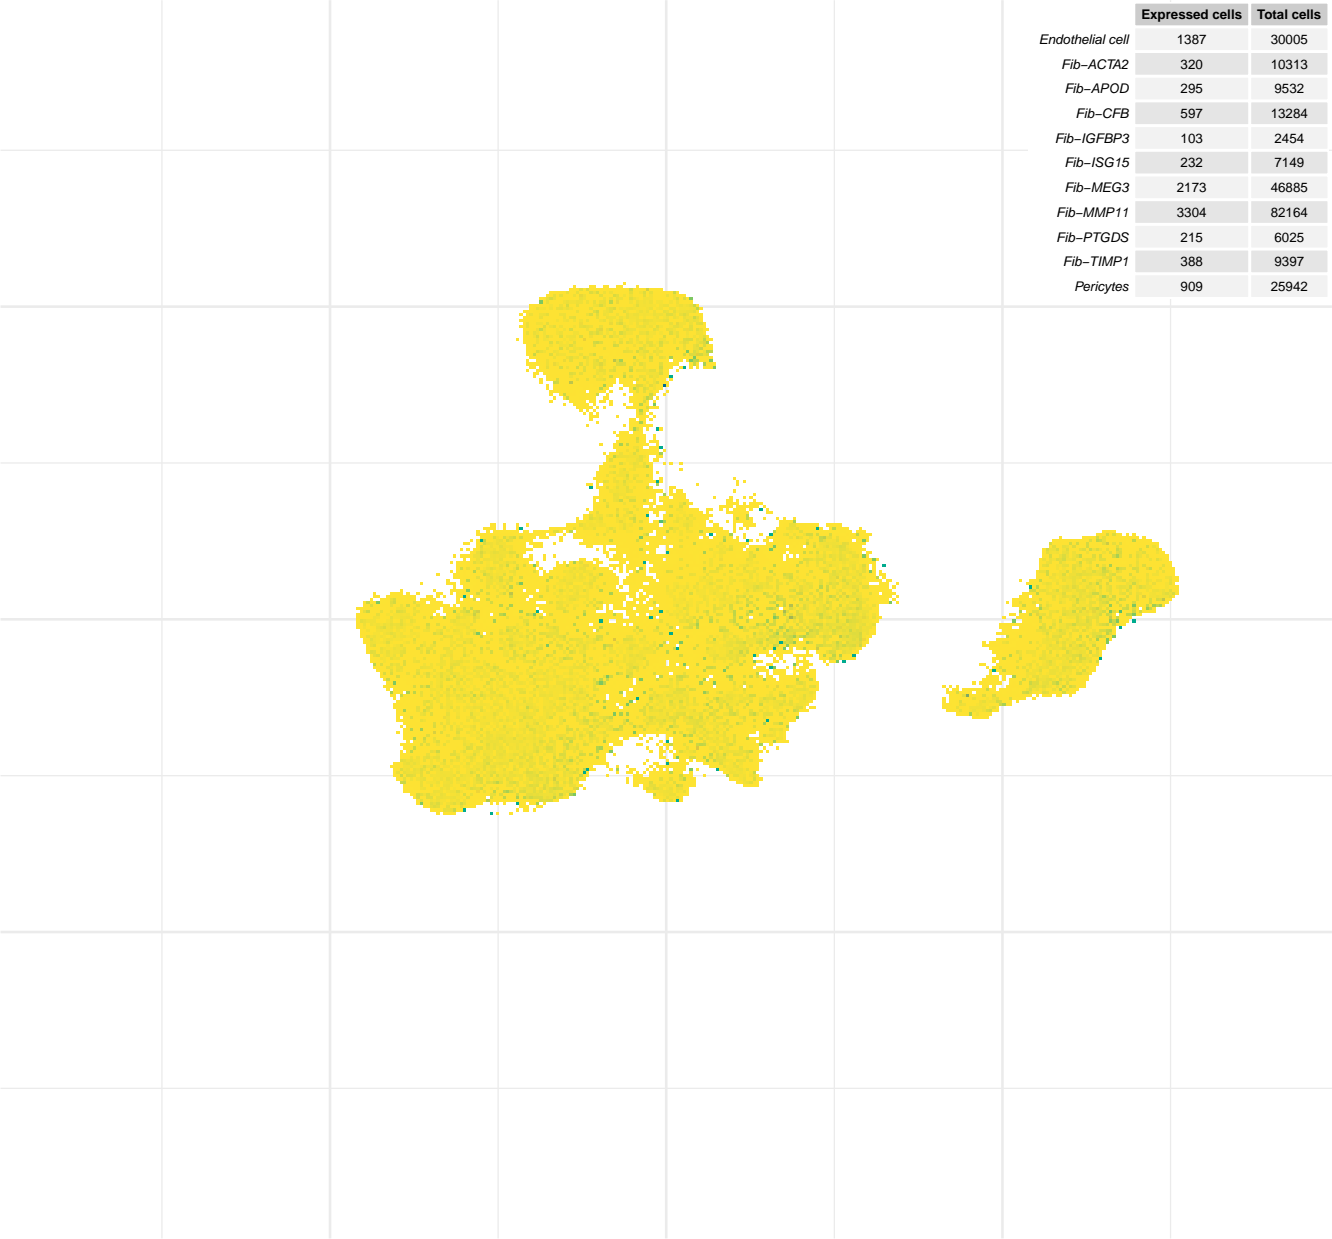 Expressed cells Total cells
Endothelial cell 1387 30005
Fib−ACTA2 320 10313
Fib−APOD 295 9532
Fib−CFB 597 13284
Fib−IGFBP3 103 2454
Fib−ISG15 232 7149
Fib−MEG3 2173 46885
Fib−MMP11 3304 82164
Fib−PTGDS 215 6025
Fib−TIMP1 388 9397
Pericytes 909 25942